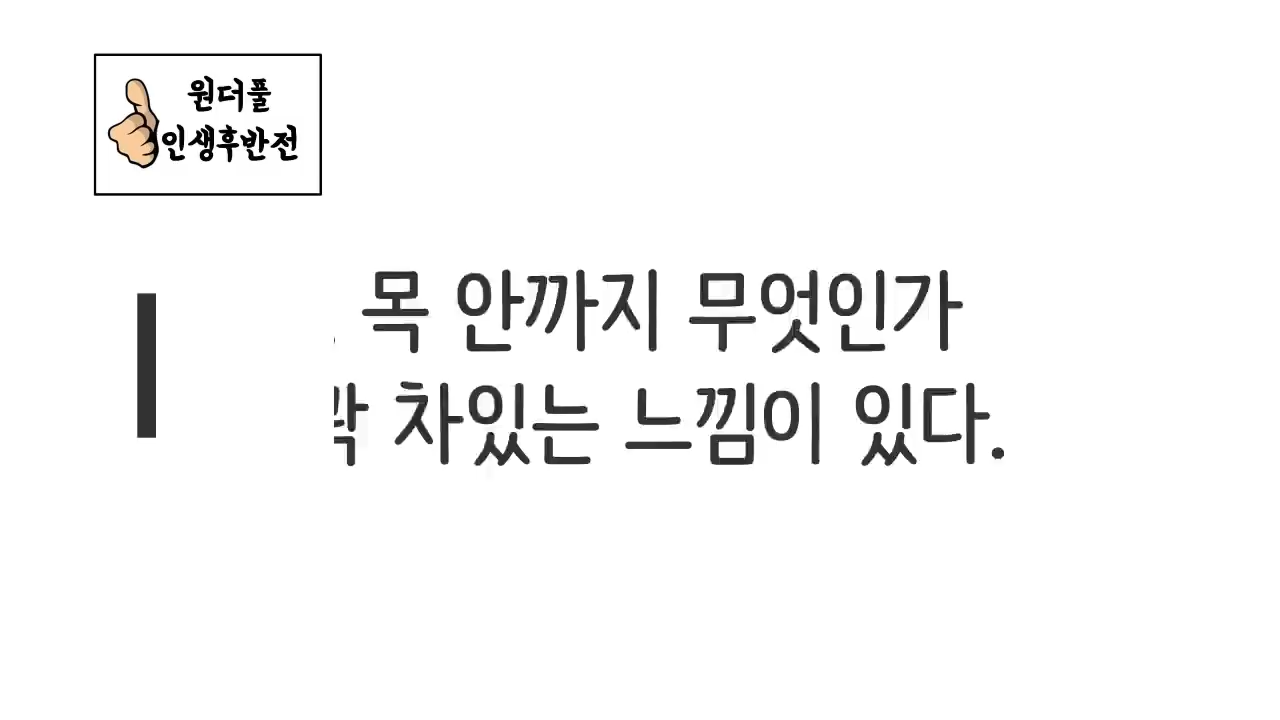 원더풀
인생후반전
목 안까지 무엇인가
차있는 느낌이 있다.